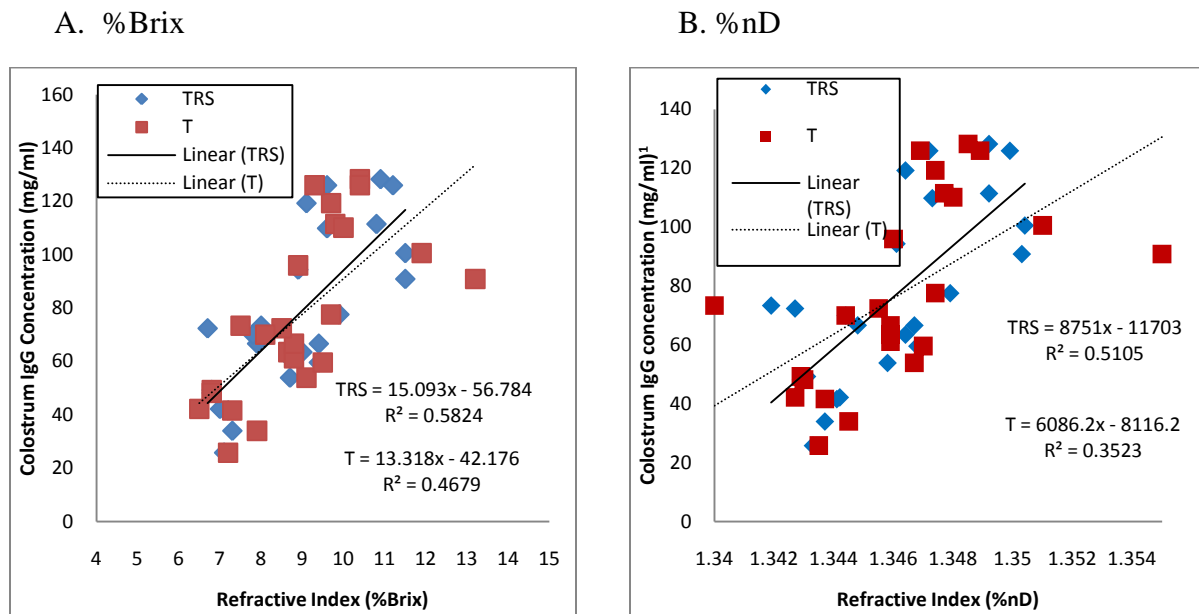 A. %Brix
160
140
120
100
80
60
40
20
0
Colostrum IgG Concentration (mg/ml)
TRS
T
Linear (TRS)
Linear (T)
TRS = 15.093x - 56.784
R² = 0.5824
T = 13.318x - 42.176
R² = 0.4679
4 5 6 7 8 9 10 11 12 13 14 15
Refractive Index (%Brix)
B. %nD
140
120
100
80
60
40
20
0
Colostrum IgG concentration (mg/ml)¹
TRS
T
Linear
(TRS)
Linear (T)
TRS = 8751x - 11703
R² = 0.5105
T = 6086.2x - 8116.2
R² = 0.3523
1.34 1.342 1.344 1.346 1.348 1.35 1.352 1.354
Refractive Index (%nD)